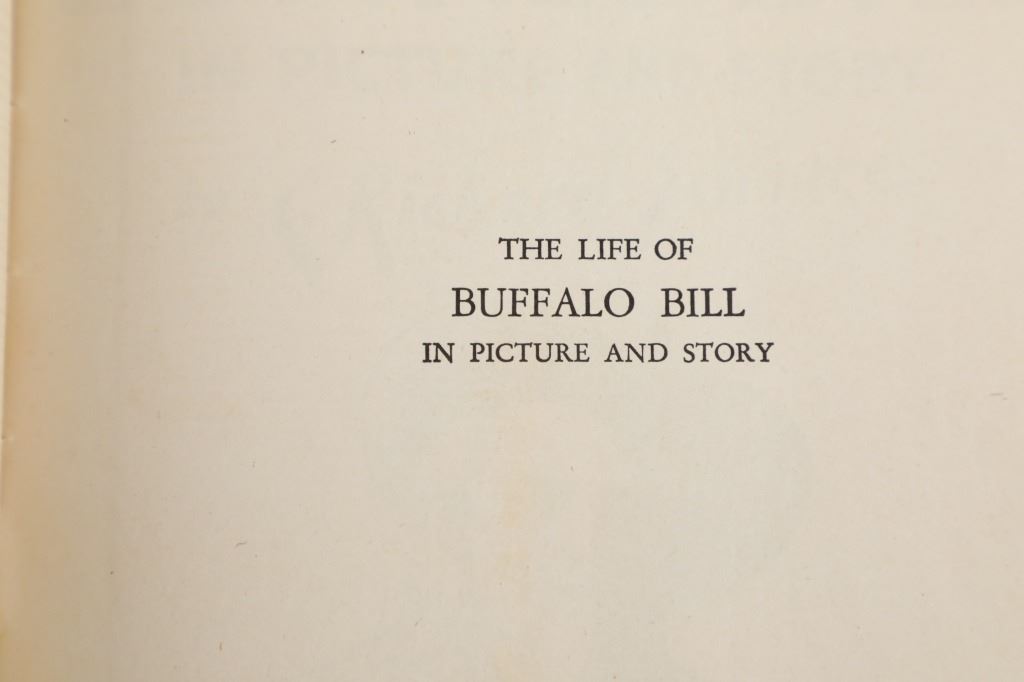 THE LIFE OF
BUFFALO BILL
IN PICTURE AND STORY